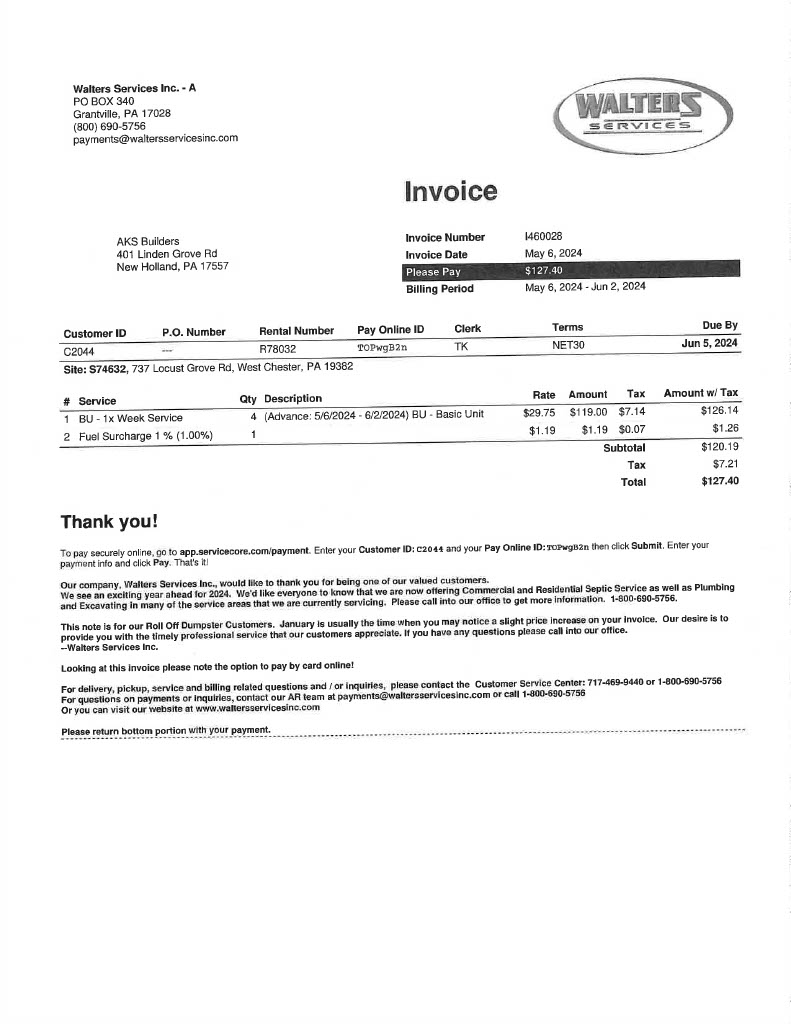 Walters Services Inc. - A
PO BOX 340
Grantville, PA 17028
(800) 690-5756
payments@waltersservicesinc.com
WALTERS
SERVICES
Invoice
AKS Builders
401 Linden Grove Rd
New Holland, PA 17557
Invoice Number I460028
Invoice Date May 6, 2024
Please Pay $127.40
Billing Period May 6, 2024 - Jun 2, 2024
Customer ID P.O. Number Rental Number Pay Online ID Clerk Terms Due By
C2044 --- R78032 TOPwgB2n TK NET30 Jun 5, 2024
Site: S74632, 737 Locust Grove Rd, West Chester, PA 19382
# Service Qty Description Rate Amount Tax Amount w/ Tax
1 BU - 1x Week Service 4 (Advance: 5/6/2024 - 6/2/2024) BU - Basic Unit $29.75 $119.00 $7.14 $126.14
2 Fuel Surcharge 1 % (1.00%) 1 $1.19 $1.19 $0.07 $1.26
Subtotal $120.19
Tax $7.21
Total $127.40
Thank you!
To pay securely online, go to app.servicecore.com/payment. Enter your Customer ID: C2044 and your Pay Online ID: TOPwgB2n then click Submit. Enter your
payment info and click Pay. That's it!
Our company, Walters Services Inc., would like to thank you for being one of our valued customers.
We see an exciting year ahead for 2024. We'd like everyone to know that we are now offering Commercial and Residential Septic Service as well as Plumbing
and Excavating in many of the service areas that we are currently servicing. Please call into our office to get more information. 1-800-690-5756.
This note is for our Roll Off Dumpster Customers. January is usually the time when you may notice a slight price increase on your invoice. Our desire is to
provide you with the timely professional service that our customers appreciate. If you have any questions please call into our office.
--Walters Services Inc.
Looking at this invoice please note the option to pay by card online!
For delivery, pickup, service and billing related questions and / or inquiries, please contact the Customer Service Center: 717-469-9440 or 1-800-690-5756
For questions on payments or inquiries, contact our AR team at payments@waltersservicesinc.com or call 1-800-690-5756
Or you can visit our website at www.waltersservicesinc.com
Please return bottom portion with your payment.